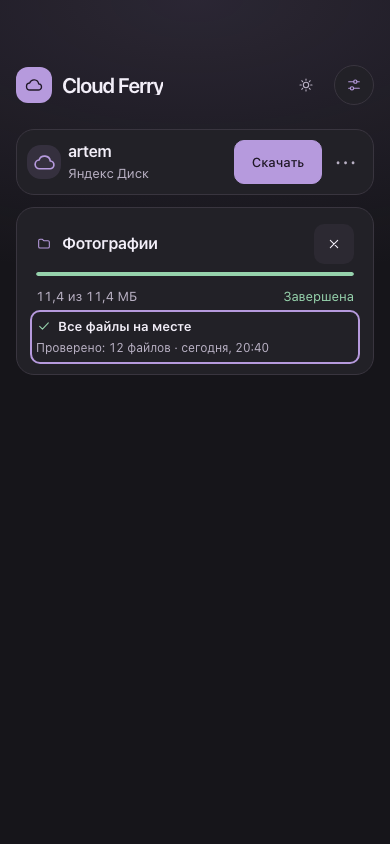 Cloud Ferry
artem
Яндекс Диск
Скачать
Фотографии
11,4 из 11,4 МБ
Завершена
Все файлы на месте
Проверено: 12 файлов · сегодня, 20:40